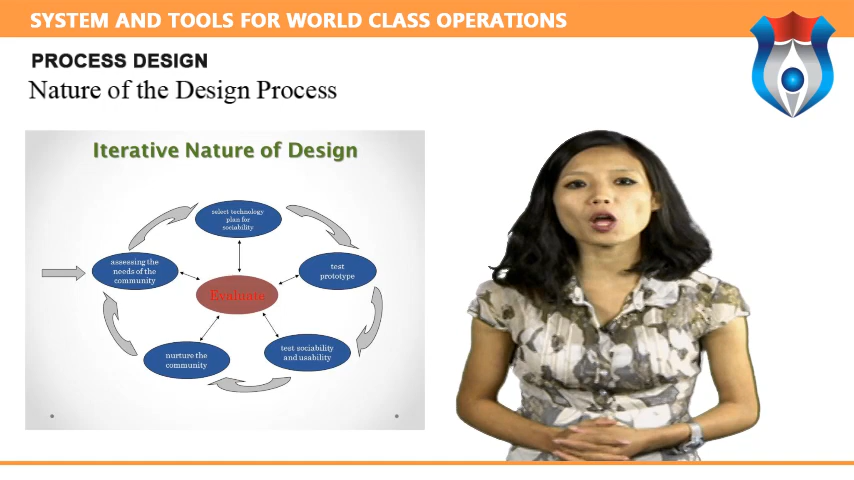 SYSTEM AND TOOLS FOR WORLD CLASS OPERATIONS
PROCESS DESIGN
Nature of the Design Process
Iterative Nature of Design
select technology
plan for
sociability
assessing the
needs of the
community
test
prototype
Evaluate
nurture the
community
test sociability
and usability